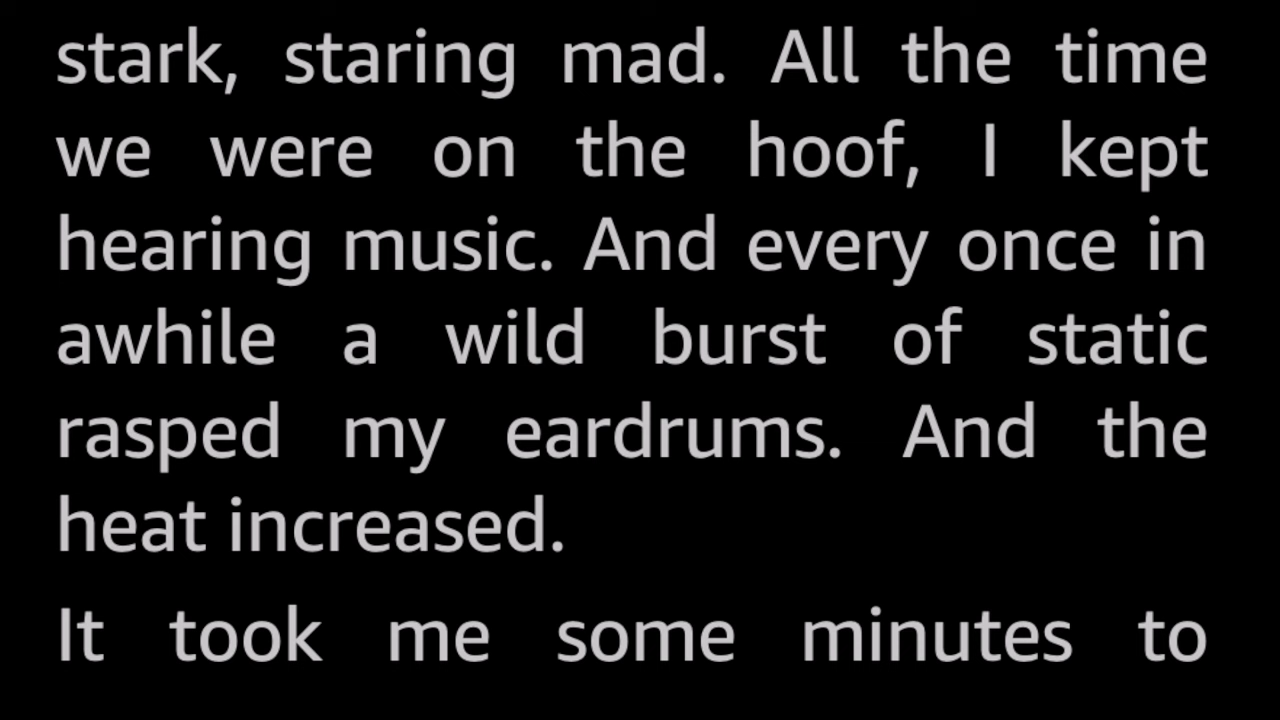 stark, staring mad. All the time
we were on the hoof, I kept
hearing music. And every once in
awhile a wild burst of static
rasped my eardrums. And the
heat increased.
It took me some minutes to